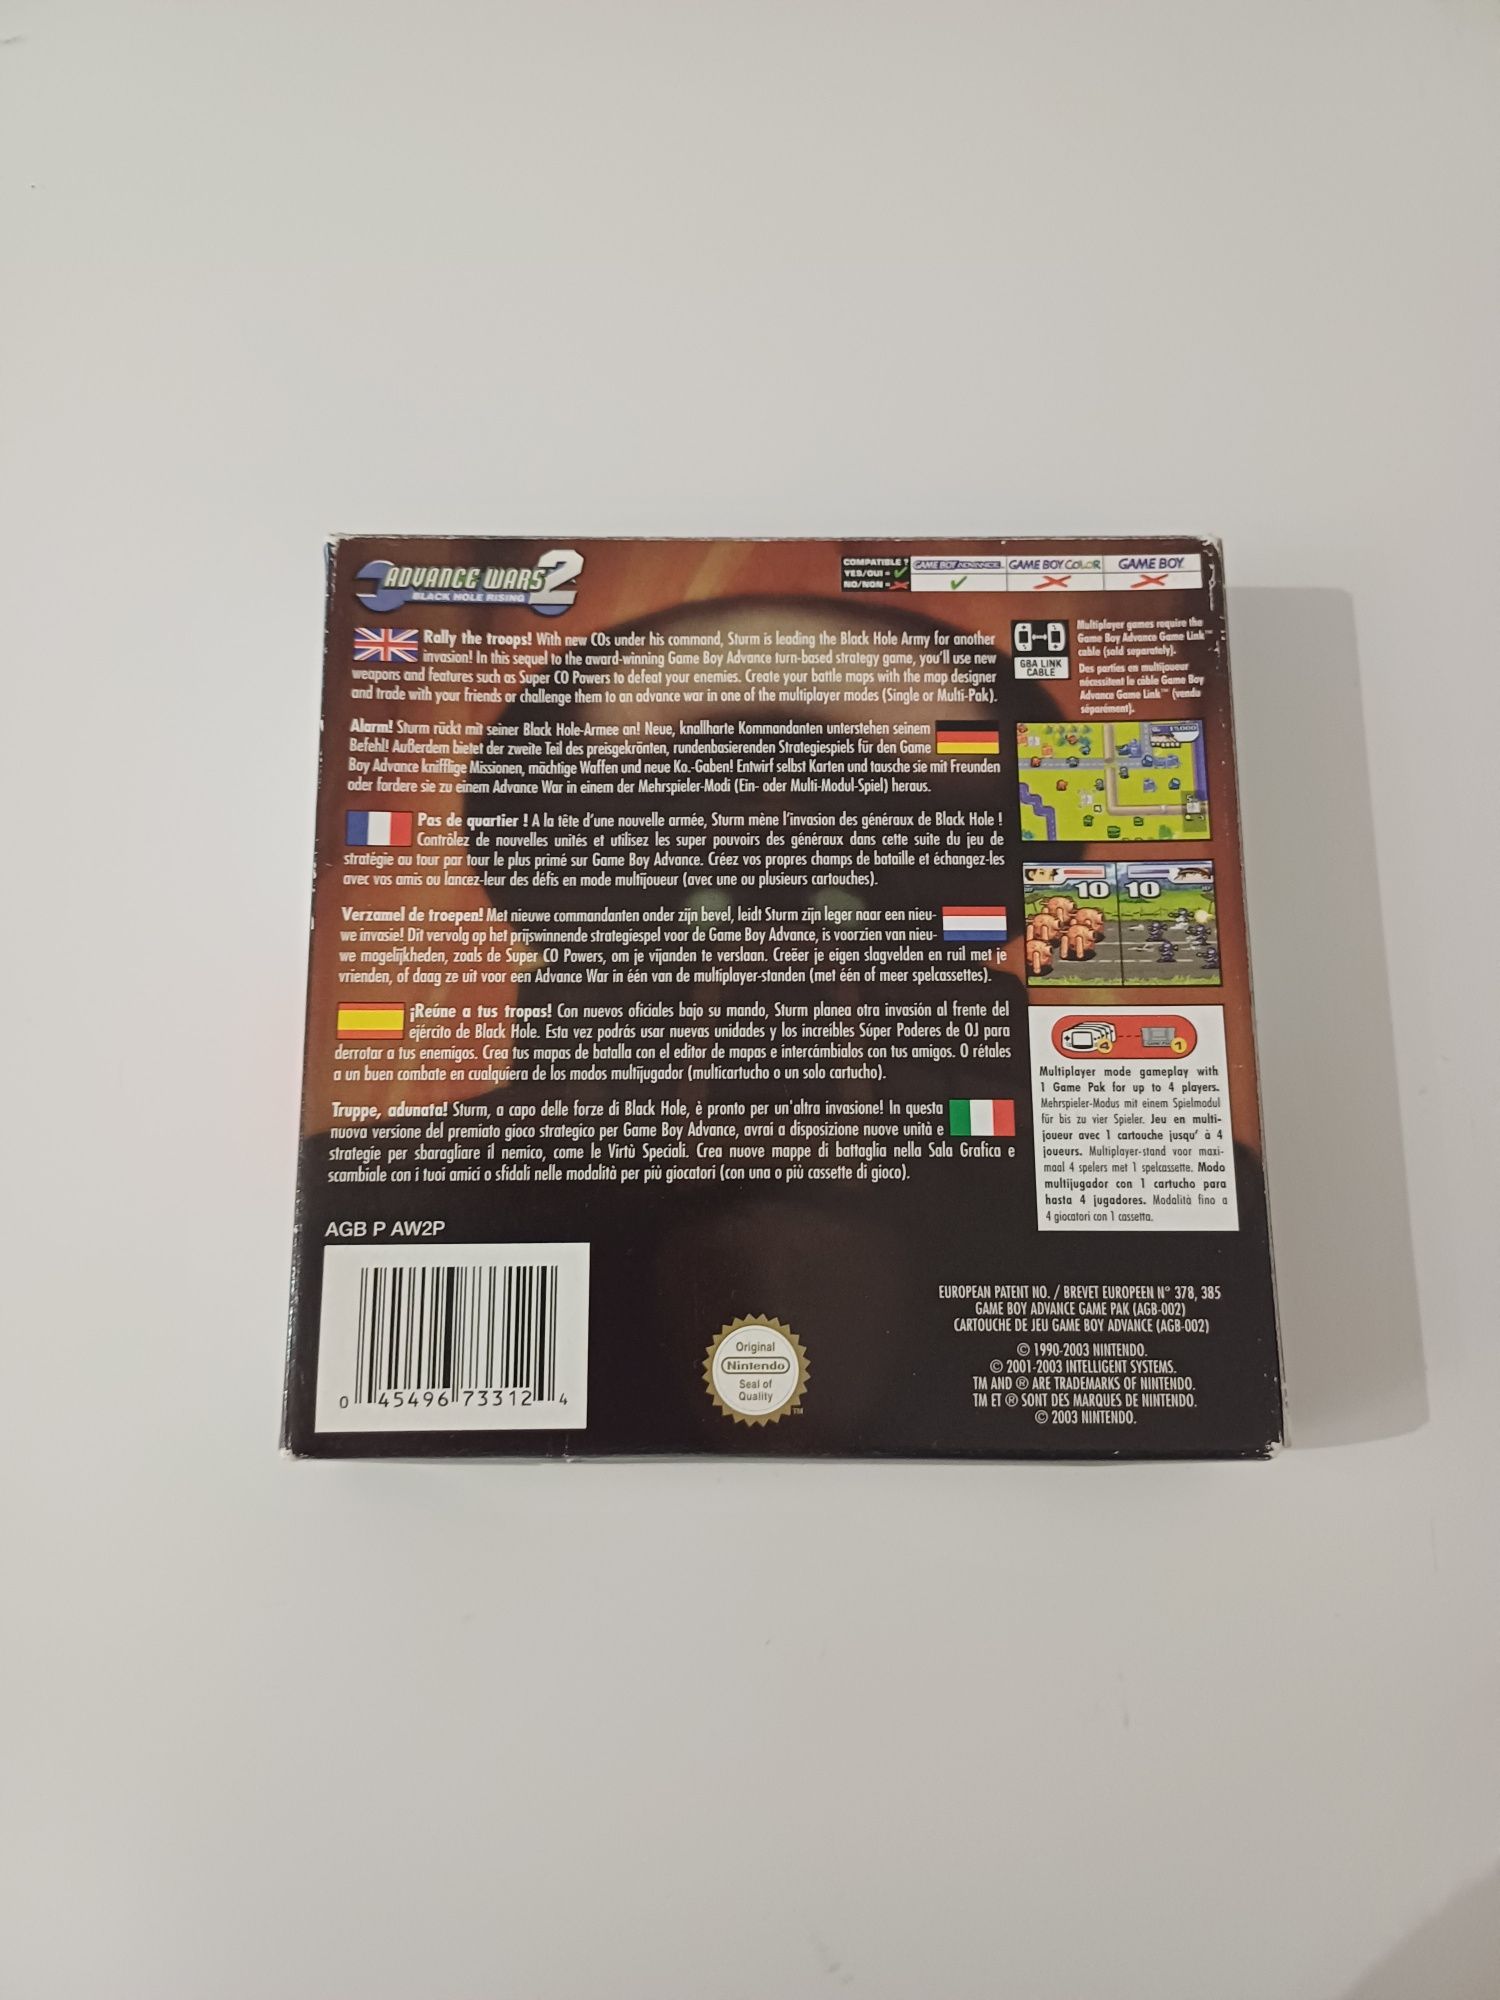 ADVANCE WARS 2
BLACK HOLE RISING
COMPATIBLE ?
YES/OUI =
NO/NON =
GAME BOY ADVANCE
GAME BOY COLOR
GAME BOY
Rally the troops! With new COs under his command, Sturm is leading the Black Hole Army for another
invasion! In this sequel to the award-winning Game Boy Advance turn-based strategy game, you'll use new
weapons and features such as Super CO Powers to defeat your enemies. Create your battle maps with the map designer
and trade with your friends or challenge them to an advance war in one of the multiplayer modes (Single or Multi-Pak).
Alarm! Sturm rückt mit seiner Black Hole-Armee an! Neue, knallharte Kommandanten unterstehen seinem
Befehl! Außerdem bietet der zweite Teil des preisgekrönten, rundenbasierenden Strategiespiels für den Game
Boy Advance knifflige Missionen, mächtige Waffen und neue Ko.-Gaben! Entwirf selbst Karten und tausche sie mit Freunden
oder fordere sie zu einem Advance War in einem der Mehrspieler-Modi (Ein- oder Multi-Modul-Spiel) heraus.
Pas de quartier ! A la tête d'une nouvelle armée, Sturm mène l'invasion des généraux de Black Hole !
Contrôlez de nouvelles unités et utilisez les super pouvoirs des généraux dans cette suite du jeu de
stratégie au tour par tour le plus primé sur Game Boy Advance. Créez vos propres champs de bataille et échangez-les
avec vos amis ou lancez-leur des défis en mode multijoueur (avec une ou plusieurs cartouches).
Verzamel de troepen! Met nieuwe commandanten onder zijn bevel, leidt Sturm zijn leger naar een nieu-
we invasie! Dit vervolg op het prijswinnende strategiespel voor de Game Boy Advance, is voorzien van nieu-
we mogelijkheden, zoals de Super CO Powers, om je vijanden te verslaan. Creëer je eigen slagvelden en ruil met je
vrienden, of daag ze uit voor een Advance War in één van de multiplayer-standen (met één of meer spelcassettes).
¡Reúne a tus tropas! Con nuevos oficiales bajo su mando, Sturm planea otra invasión al frente del
ejército de Black Hole. Esta vez podrás usar nuevas unidades y los increíbles Súper Poderes de OJ para
derrotar a tus enemigos. Crea tus mapas de batalla con el editor de mapas e intercámbialos con tus amigos. O rétales
a un buen combate en cualquiera de los modos multijugador (multicartucho o un solo cartucho).
Truppe, adunata! Sturm, a capo delle forze di Black Hole, è pronto per un'altra invasione! In questa
nuova versione del premiato gioco strategico per Game Boy Advance, avrai a disposizione nuove unità e
strategie per sbaragliare il nemico, come le Virtù Speciali. Crea nuove mappe di battaglia nella Sala Grafica e
scambiale con i tuoi amici o sfidali nelle modalità per più giocatori (con una o più cassette di gioco).
GBA LINK
CABLE
Multiplayer games require the
Game Boy Advance Game Link™
cable (sold separately).
Des parties en multijoueur
nécessitent le câble Game Boy
Advance Game Link™ (vendu
séparément).
15000
10 10
4 1
Multiplayer mode gameplay with
1 Game Pak for up to 4 players.
Mehrspieler-Modus mit einem Spielmodul
für bis zu vier Spieler. Jeu en multi-
joueur avec 1 cartouche jusqu' à 4
joueurs. Multiplayer-stand voor maxi-
maal 4 spelers met 1 spelcassette. Modo
multijugador con 1 cartucho para
hasta 4 jugadores. Modalità fino a
4 giocatori con 1 cassetta.
AGB P AW2P
0 45496 73312 4
Original
Nintendo
Seal of
Quality
TM
EUROPEAN PATENT NO. / BREVET EUROPEEN N° 378, 385
GAME BOY ADVANCE GAME PAK (AGB-002)
CARTOUCHE DE JEU GAME BOY ADVANCE (AGB-002)
© 1990-2003 NINTENDO.
© 2001-2003 INTELLIGENT SYSTEMS.
TM AND ® ARE TRADEMARKS OF NINTENDO.
TM ET ® SONT DES MARQUES DE NINTENDO.
© 2003 NINTENDO.